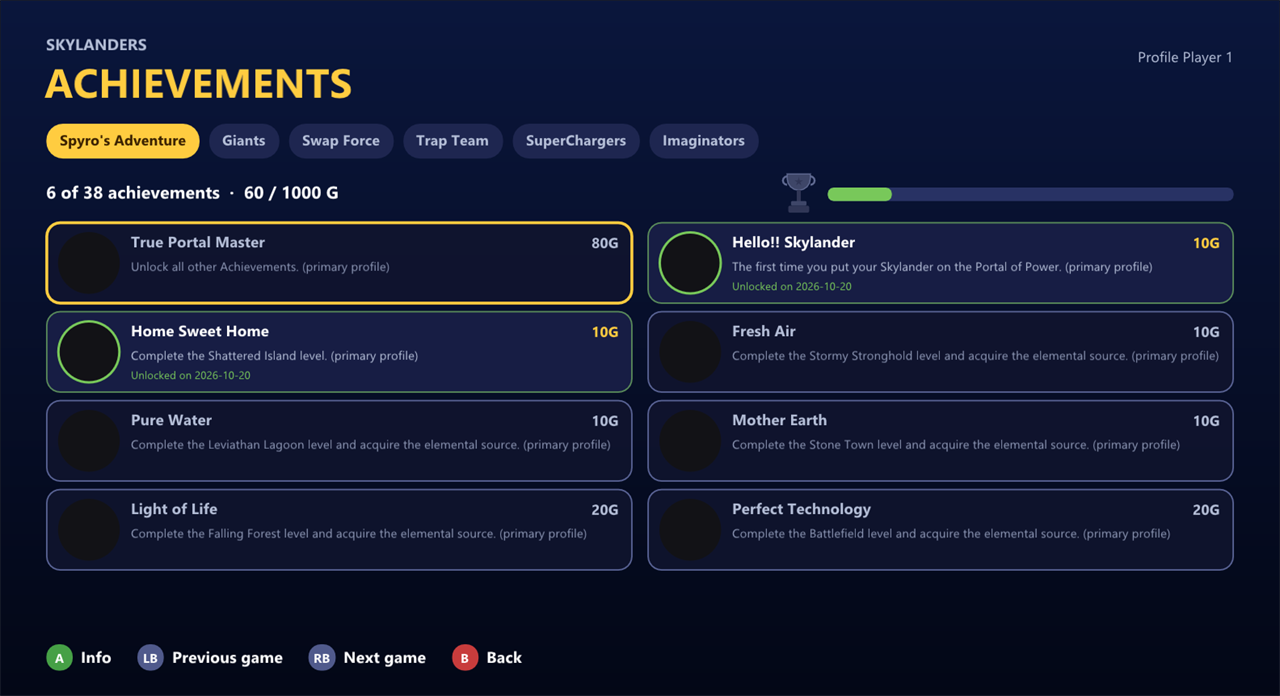 SKYLANDERS
ACHIEVEMENTS
Profile Player 1
Spyro's Adventure
Giants
Swap Force
Trap Team
SuperChargers
Imaginators
6 of 38 achievements · 60 / 1000 G
True Portal Master
80G
Unlock all other Achievements. (primary profile)
Hello!! Skylander
10G
The first time you put your Skylander on the Portal of Power. (primary profile)
Unlocked on 2026-10-20
Home Sweet Home
10G
Complete the Shattered Island level. (primary profile)
Unlocked on 2026-10-20
Fresh Air
10G
Complete the Stormy Stronghold level and acquire the elemental source. (primary profile)
Pure Water
10G
Complete the Leviathan Lagoon level and acquire the elemental source. (primary profile)
Mother Earth
10G
Complete the Stone Town level and acquire the elemental source. (primary profile)
Light of Life
20G
Complete the Falling Forest level and acquire the elemental source. (primary profile)
Perfect Technology
20G
Complete the Battlefield level and acquire the elemental source. (primary profile)
A Info
LB Previous game
RB Next game
B Back